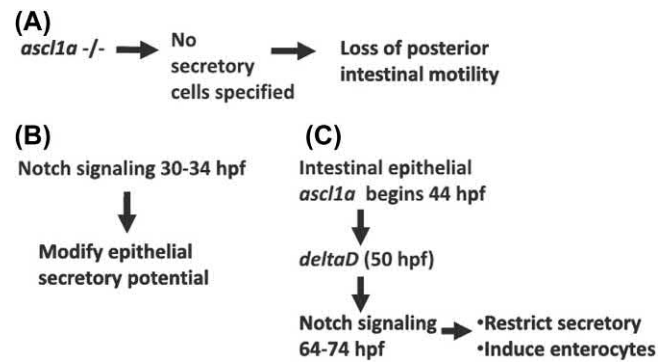 (A)
ascl1a -/-
No
secretory
cells specified
Loss of posterior
intestinal motility
(B)
Notch signaling 30-34 hpf
Modify epithelial
secretory potential
(C)
Intestinal epithelial
ascl1a begins 44 hpf
deltaD (50 hpf)
Notch signaling
64-74 hpf
•Restrict secretory
•Induce enterocytes